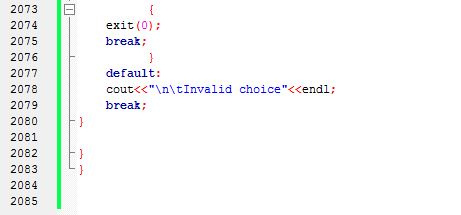 2073 {
2074 exit(0);
2075 break;
2076 }
2077 default:
2078 cout<<"\n\tInvalid choice"<<endl;
2079 break;
2080 }
2081
2082 }
2083 }
2084
2085